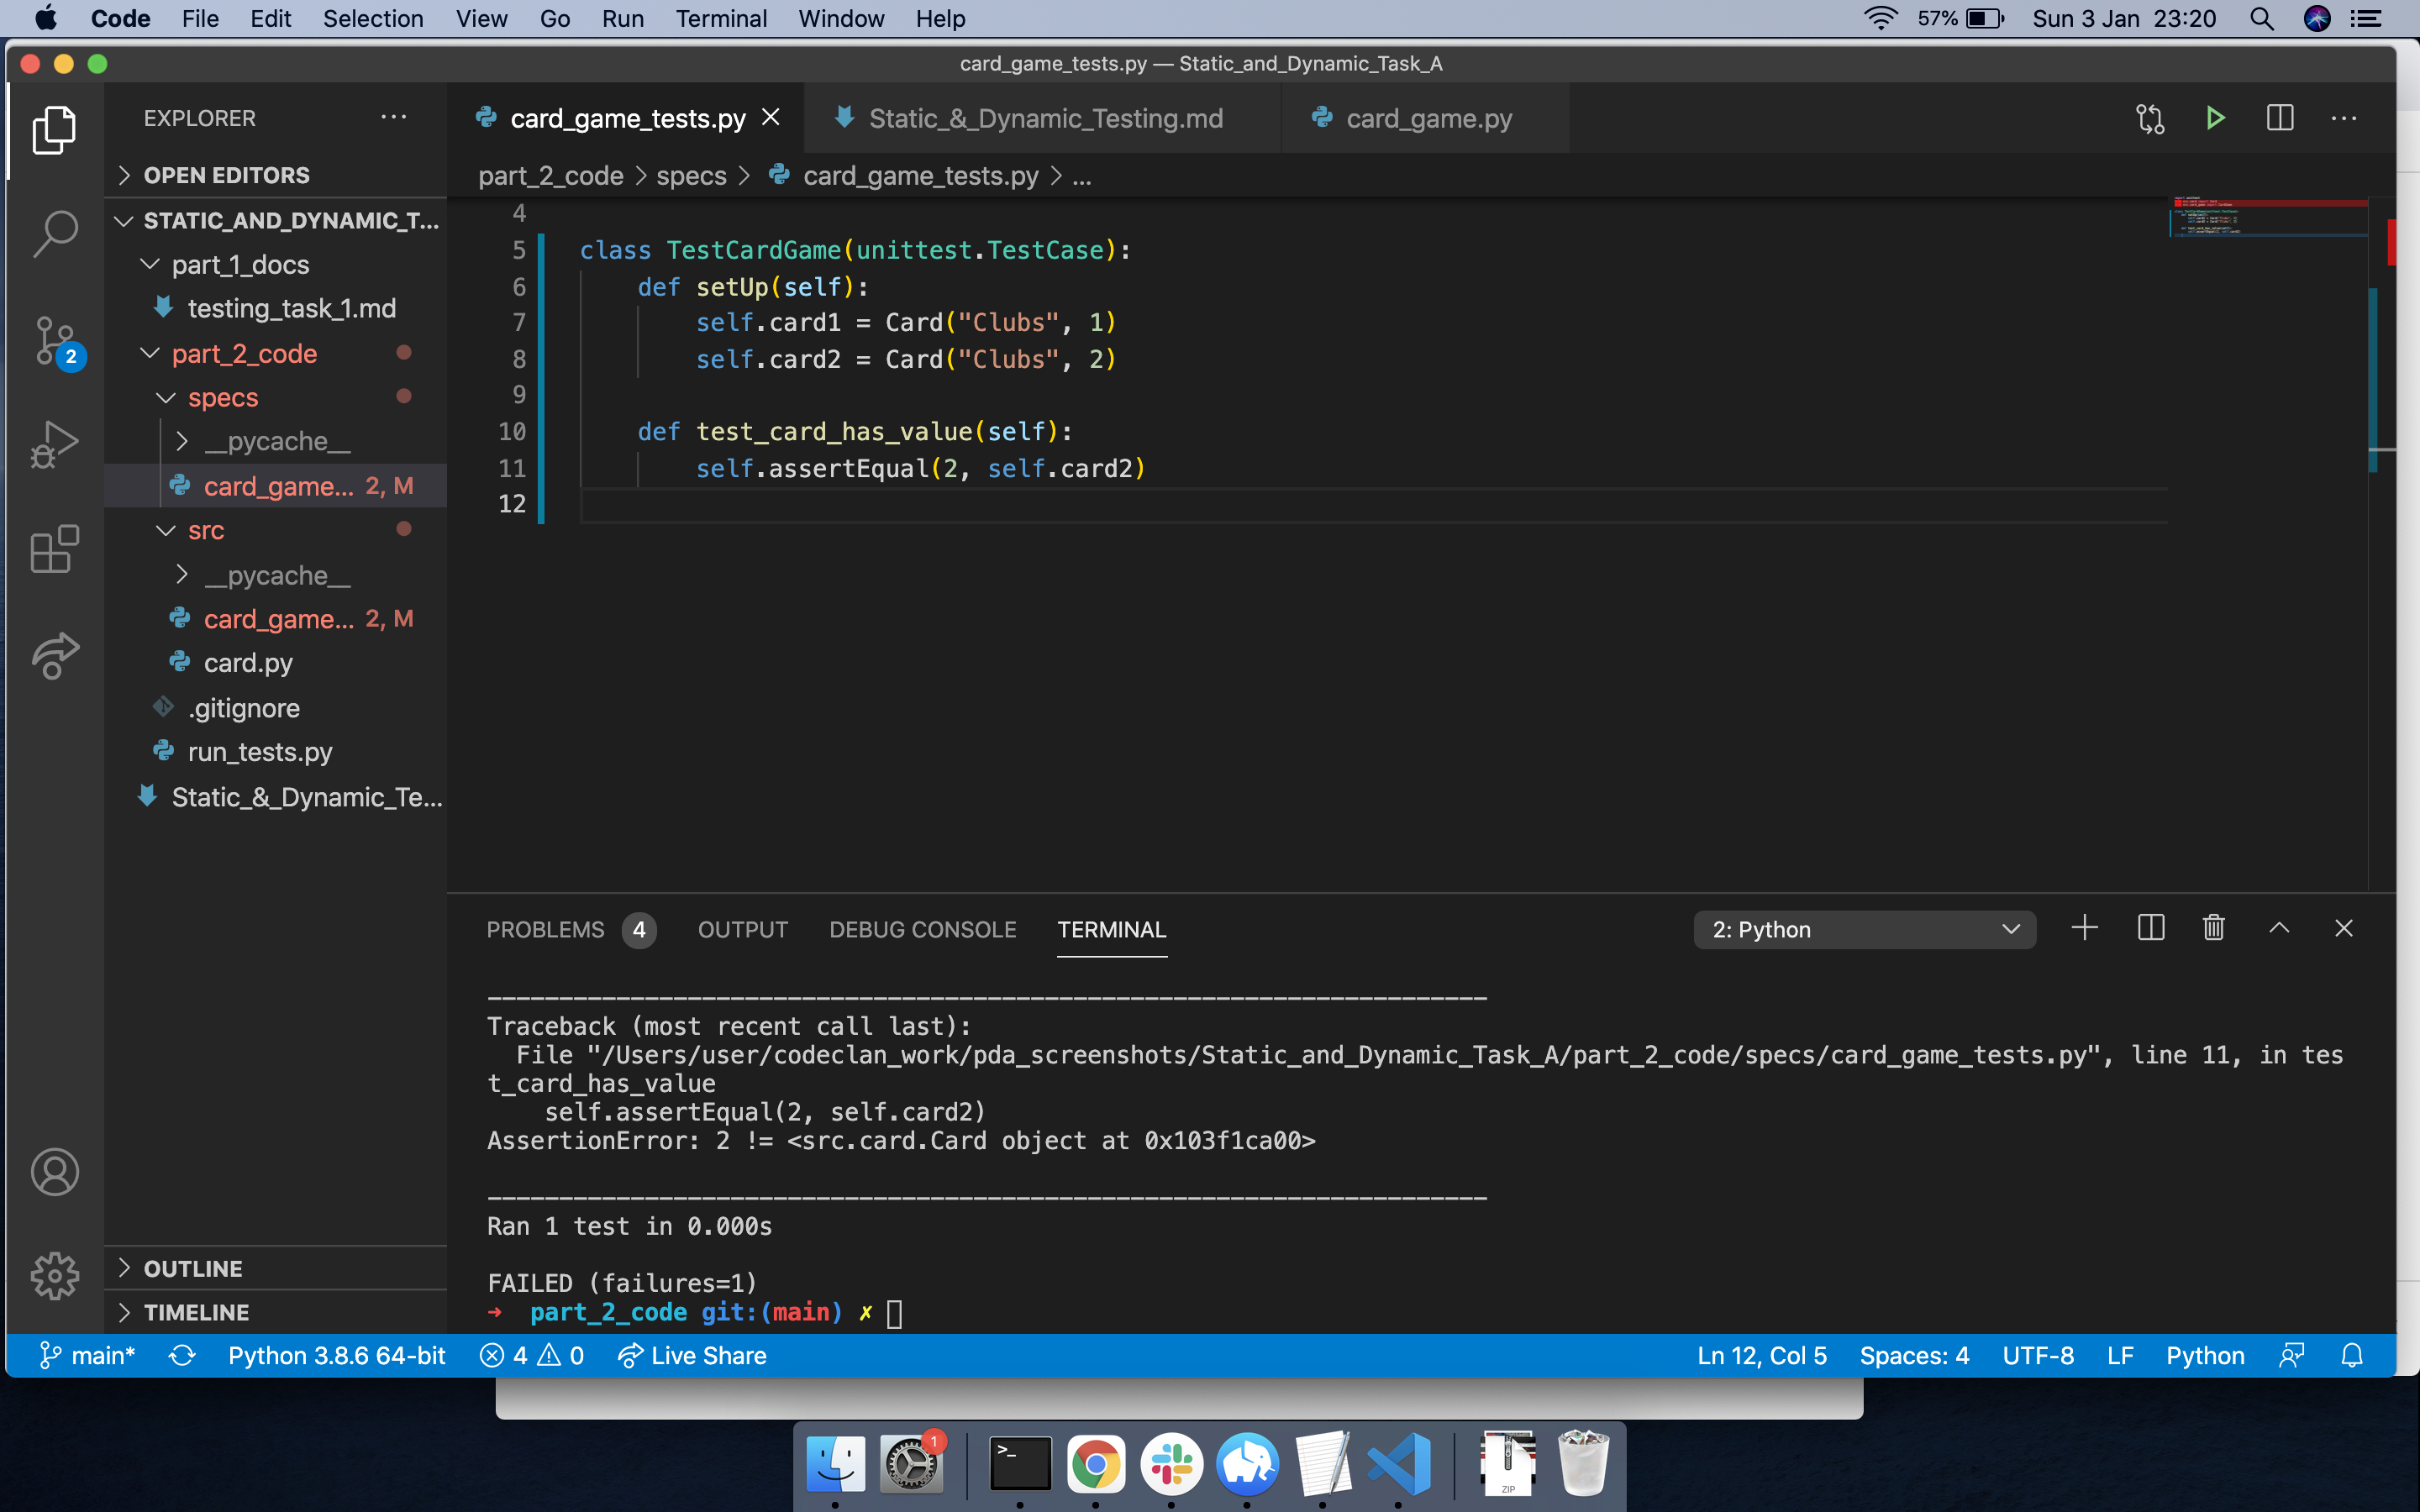 Code File Edit Selection View Go Run Terminal Window Help 57% Sun 3 Jan 23:20
card_game_tests.py — Static_and_Dynamic_Task_A
EXPLORER ...
OPEN EDITORS
STATIC_AND_DYNAMIC_T...
part_1_docs
testing_task_1.md
part_2_code
specs
__pycache__
card_game... 2, M
src
__pycache__
card_game... 2, M
card.py
.gitignore
run_tests.py
Static_&_Dynamic_Te...
OUTLINE
TIMELINE
2
card_game_tests.py Static_&_Dynamic_Testing.md card_game.py
part_2_code > specs > card_game_tests.py > ...
4
5 class TestCardGame(unittest.TestCase):
6 def setUp(self):
7 self.card1 = Card("Clubs", 1)
8 self.card2 = Card("Clubs", 2)
9
10 def test_card_has_value(self):
11 self.assertEqual(2, self.card2)
12
PROBLEMS 4 OUTPUT DEBUG CONSOLE TERMINAL 2: Python
----------------------------------------------------------------------
Traceback (most recent call last):
File "/Users/user/codeclan_work/pda_screenshots/Static_and_Dynamic_Task_A/part_2_code/specs/card_game_tests.py", line 11, in tes
t_card_has_value
self.assertEqual(2, self.card2)
AssertionError: 2 != <src.card.Card object at 0x103f1ca00>
----------------------------------------------------------------------
Ran 1 test in 0.000s
FAILED (failures=1)
→ part_2_code git:(main) ✗
main* Python 3.8.6 64-bit 4 0 Live Share Ln 12, Col 5 Spaces: 4 UTF-8 LF Python
1
>_
ZIP